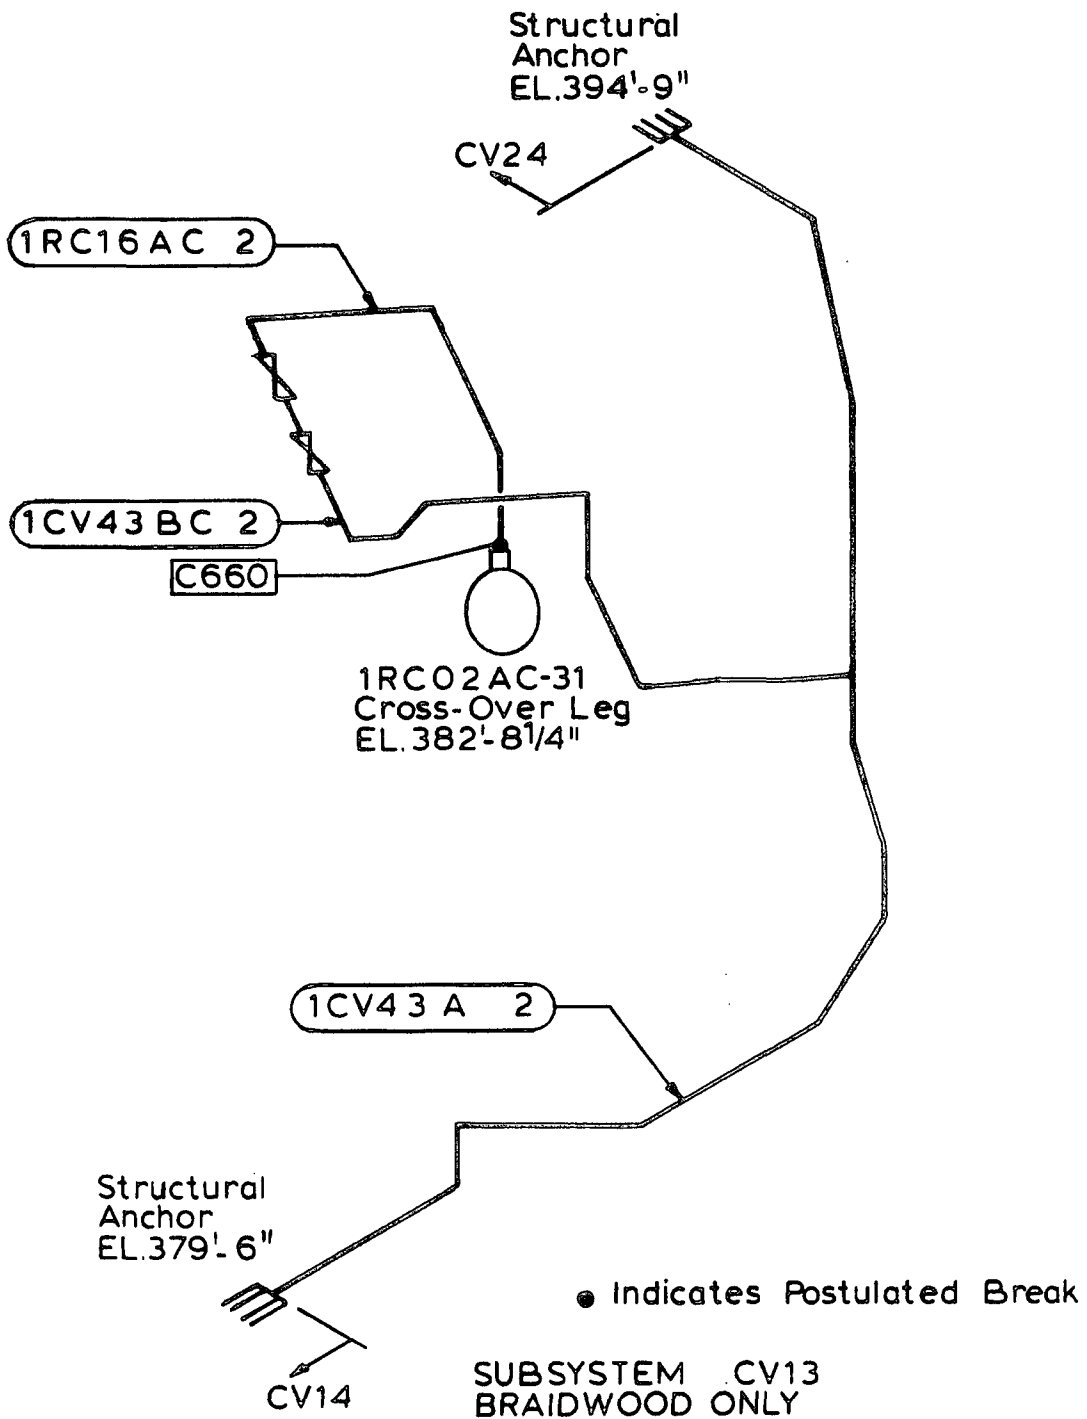 Structural
Anchor
EL.394'-9"
CV24
1RC16AC 2
1CV43BC 2
C660
1RC02AC-31
Cross-Over Leg
EL.382'-8 1/4"
1CV43A 2
Structural
Anchor
EL.379'-6"
● Indicates Postulated Break
CV14
SUBSYSTEM CV13
BRAIDWOOD ONLY